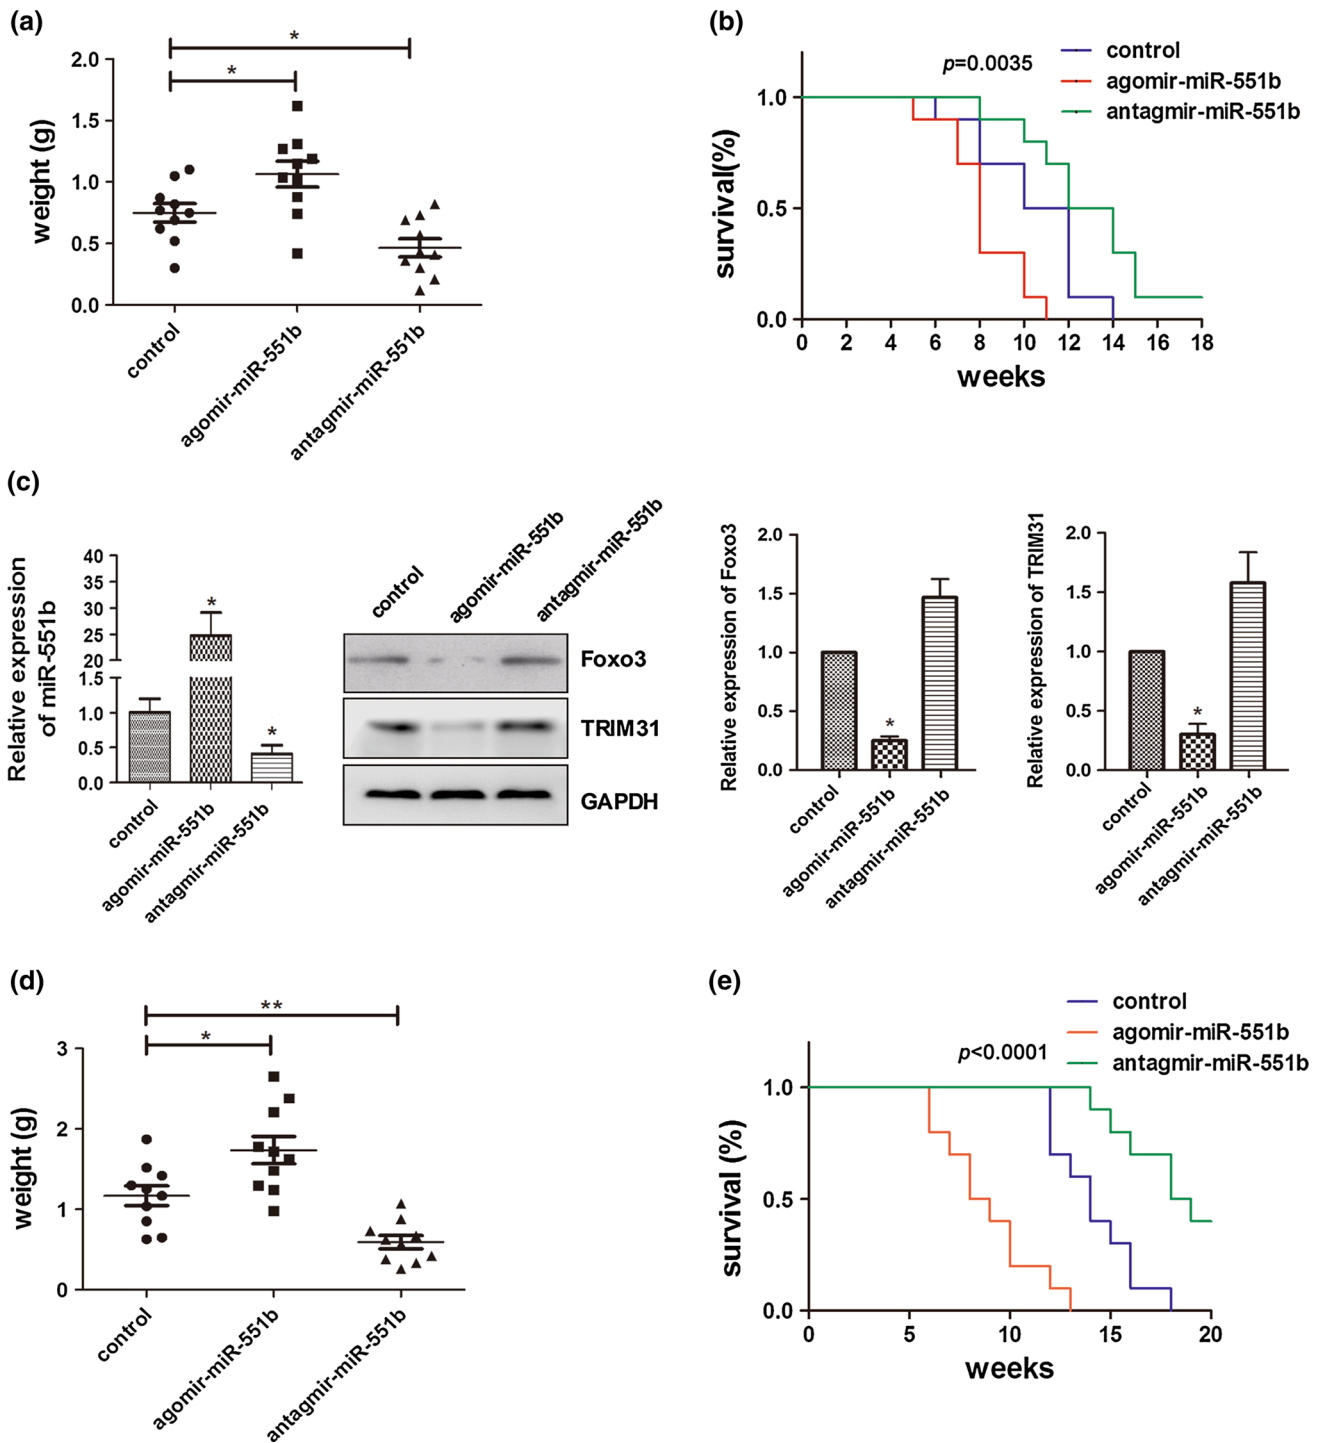 (a)
*
*
2.0
1.5
1.0
0.5
0.0
weight (g)
control
agomir-miR-551b
antagmir-miR-551b
(b)
p=0.0035
control
agomir-miR-551b
antagmir-miR-551b
1.0
0.5
0.0
survival(%)
0 2 4 6 8 10 12 14 16 18
weeks
(c)
Relative expression
of miR-551b
40
35
30
25
20
1.5
1.0
0.5
0.0
*
*
control
agomir-miR-551b
antagmir-miR-551b
control
agomir-miR-551b
antagmir-miR-551b
Foxo3
TRIM31
GAPDH
Relative expression of Foxo3
2.0
1.5
1.0
0.5
0.0
*
control
agomir-miR-551b
antagmir-miR-551b
Relative expression of TRIM31
2.0
1.5
1.0
0.5
0.0
*
control
agomir-miR-551b
antagmir-miR-551b
(d)
**
*
3
2
1
0
weight (g)
control
agomir-miR-551b
antagmir-miR-551b
(e)
p<0.0001
control
agomir-miR-551b
antagmir-miR-551b
1.0
0.5
0.0
survival (%)
0 5 10 15 20
weeks